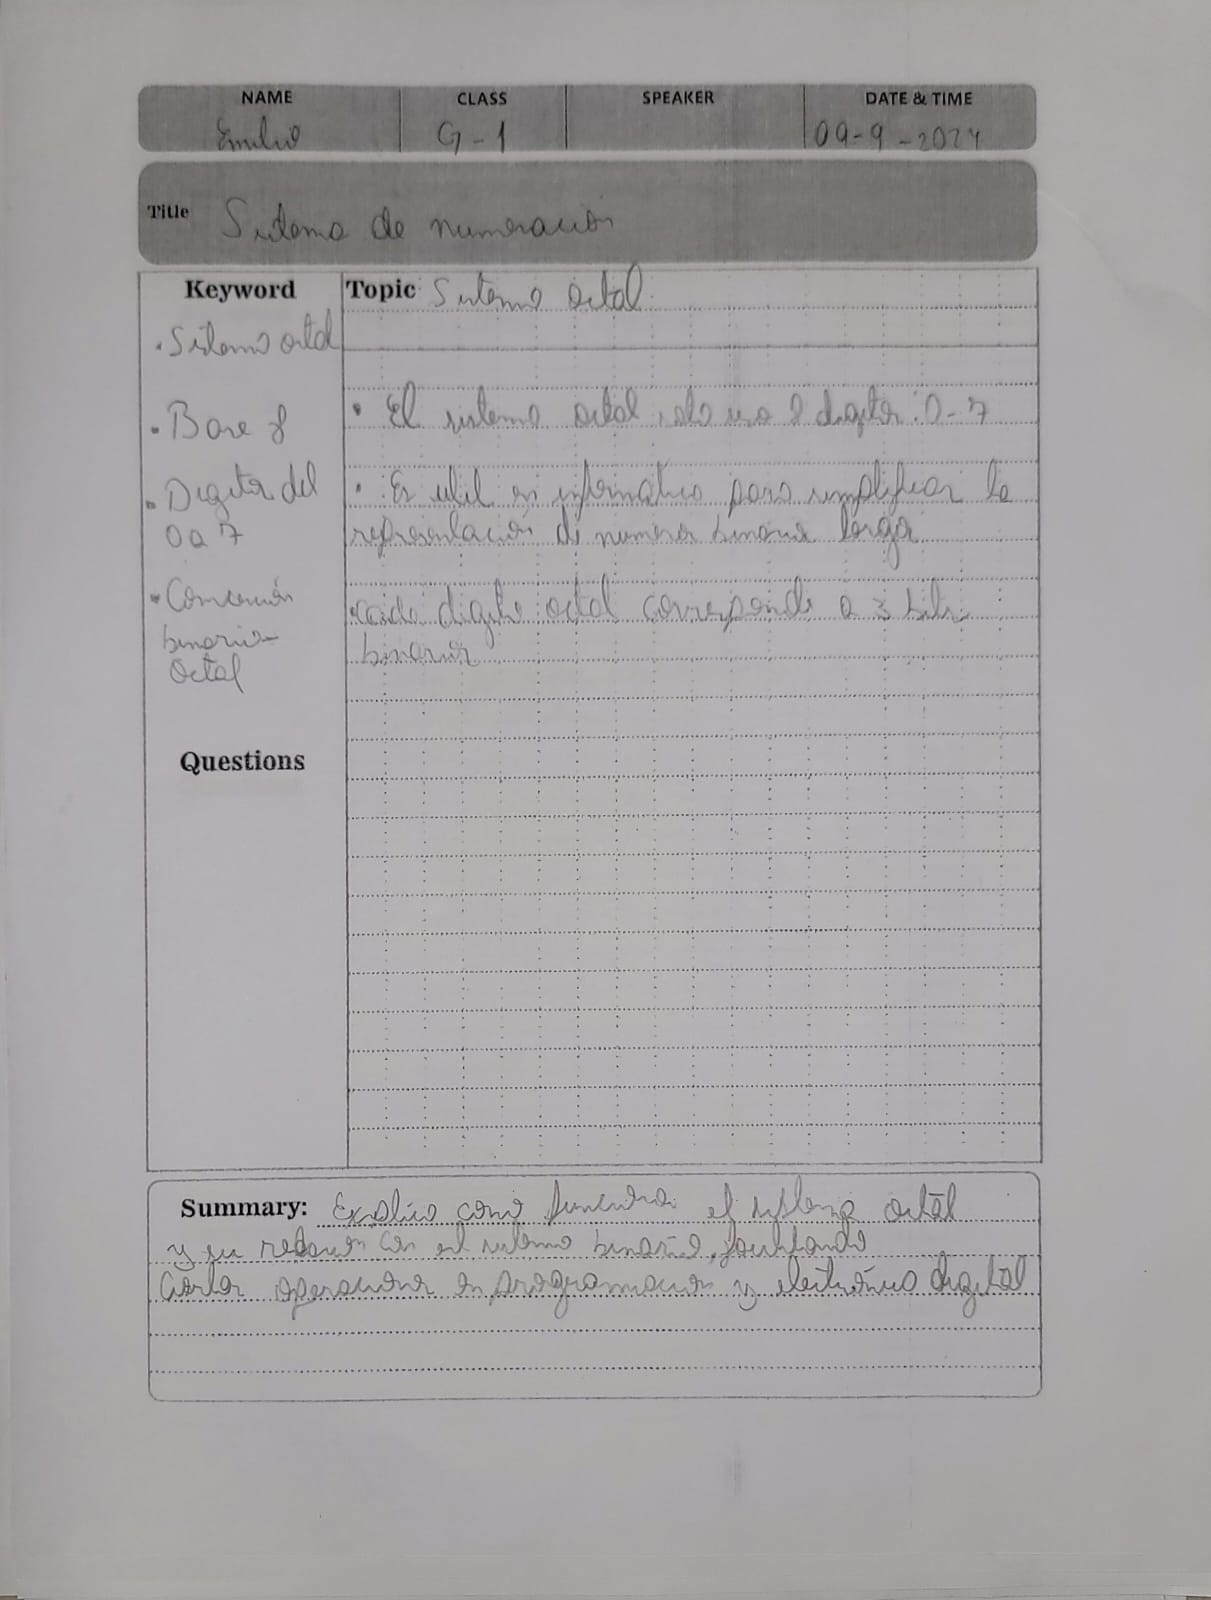 NAME CLASS SPEAKER DATE & TIME
Emilio G-1 09-9-2024
Title Sistema de numeración
Keyword
Topic Sistema octal
• Sistema octal
• Base 8
• El sistema octal solo usa 8 digitos: 0-7
• Digitos del
0 a 7
• Es util en informatica para simplificar la
representación de numeros binarios largos
• Conversión
binario-
Octal
• cada digito octal corresponde a 3 bits
binarios
Questions
Summary: Explica como funciona el sistema octal
y su relación con el sistema binario, facilitando
ciertas operaciones en programacion y electronica digital